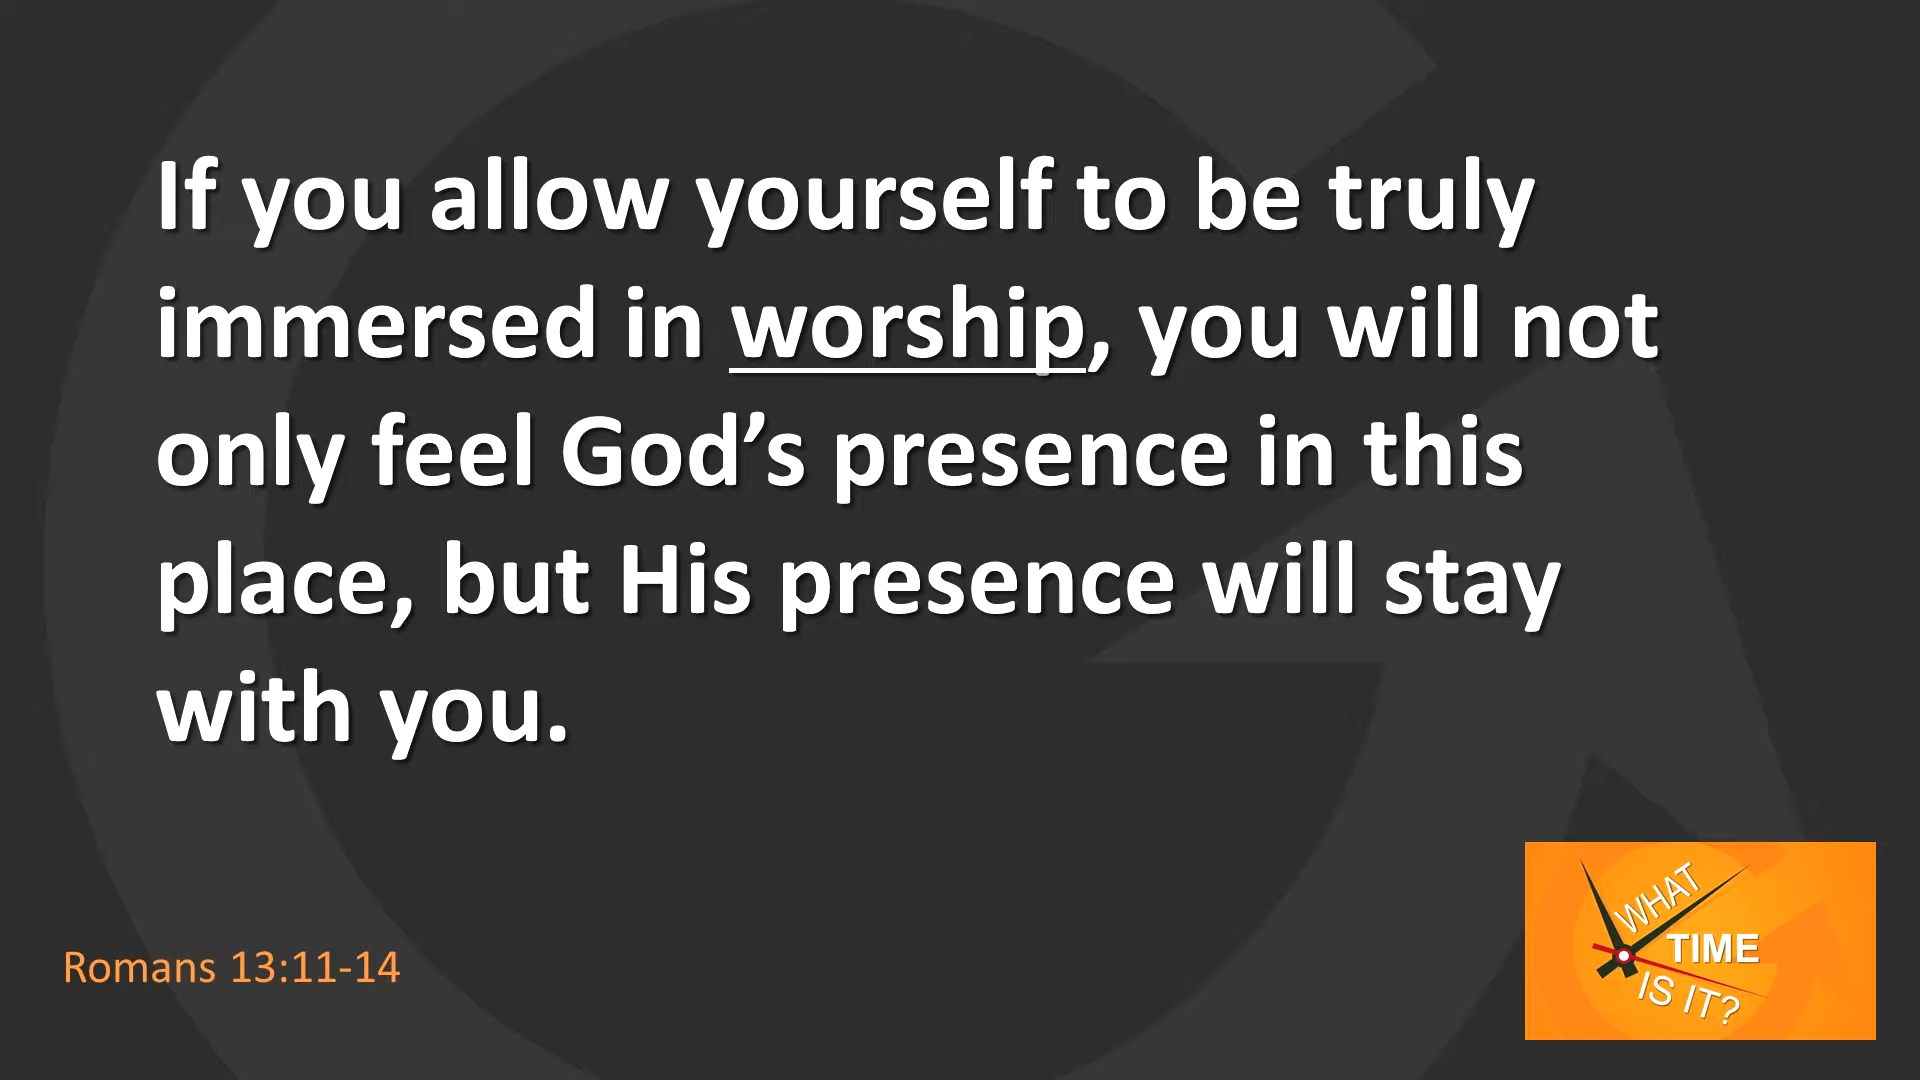 If you allow yourself to be truly
immersed in worship, you will not
only feel God’s presence in this
place, but His presence will stay
with you.
Romans 13:11-14
WHAT
TIME
IS IT?